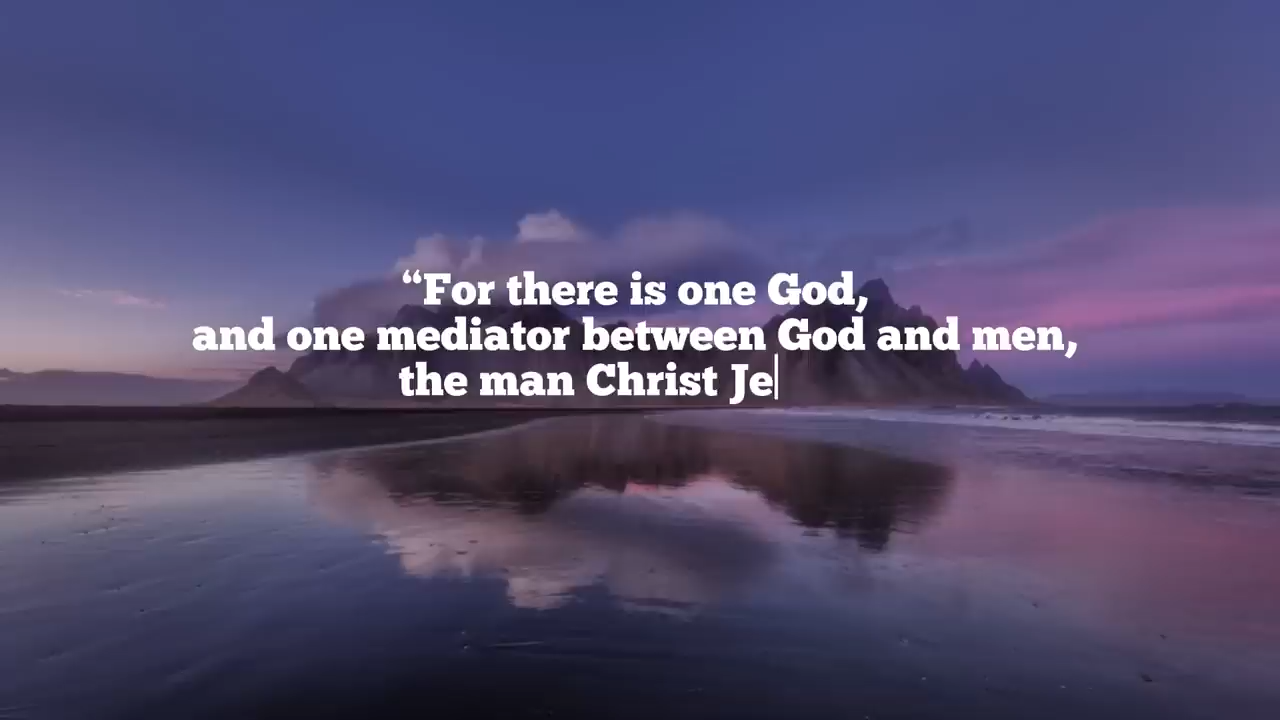 “For there is one God,
and one mediator between God and men,
the man Christ Je